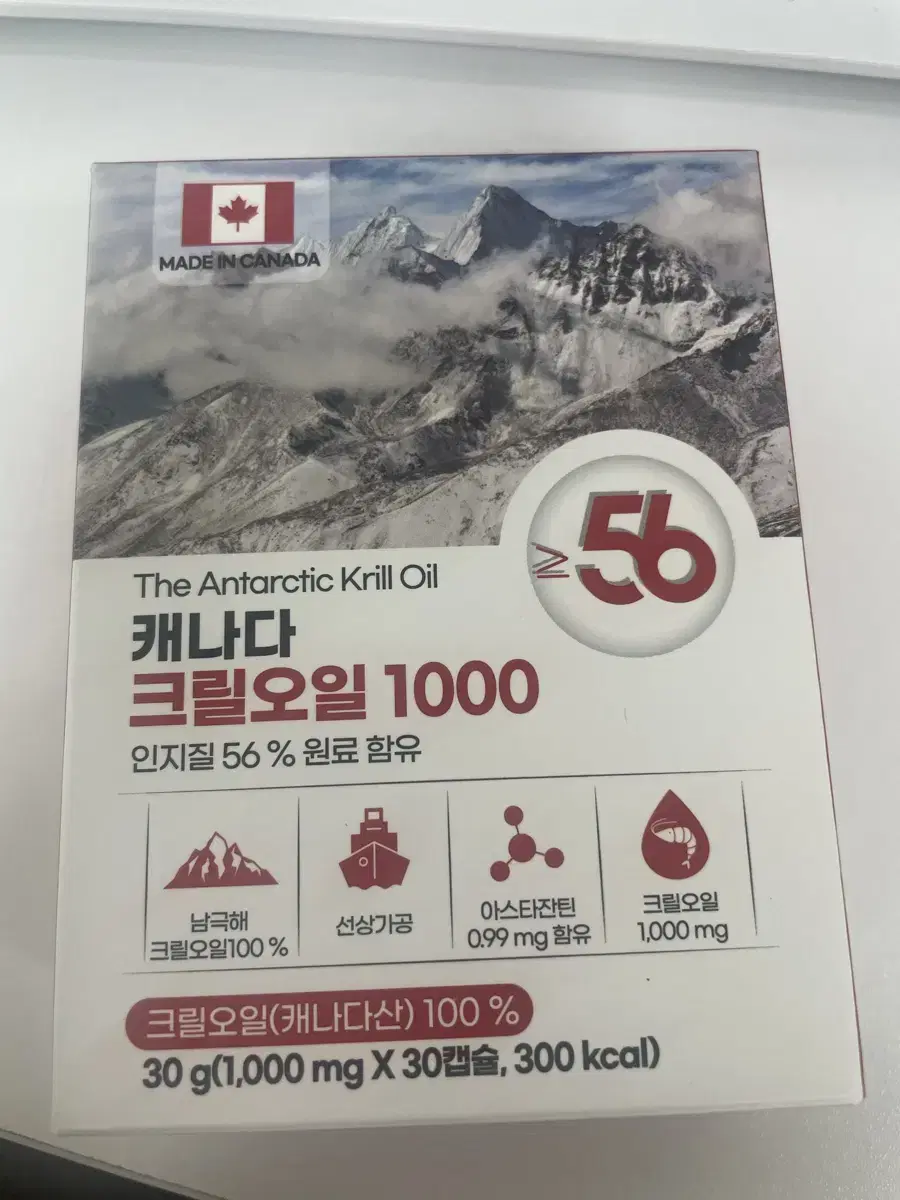 MADE IN CANADA
≥56
The Antarctic Krill Oil
캐나다
크릴오일 1000
인지질 56 % 원료 함유
남극해
크릴오일100 %
선상가공
아스타잔틴
0.99 mg 함유
크릴오일
1,000 mg
크릴오일(캐나다산) 100 %
30 g(1,000 mg X 30캡슐, 300 kcal)